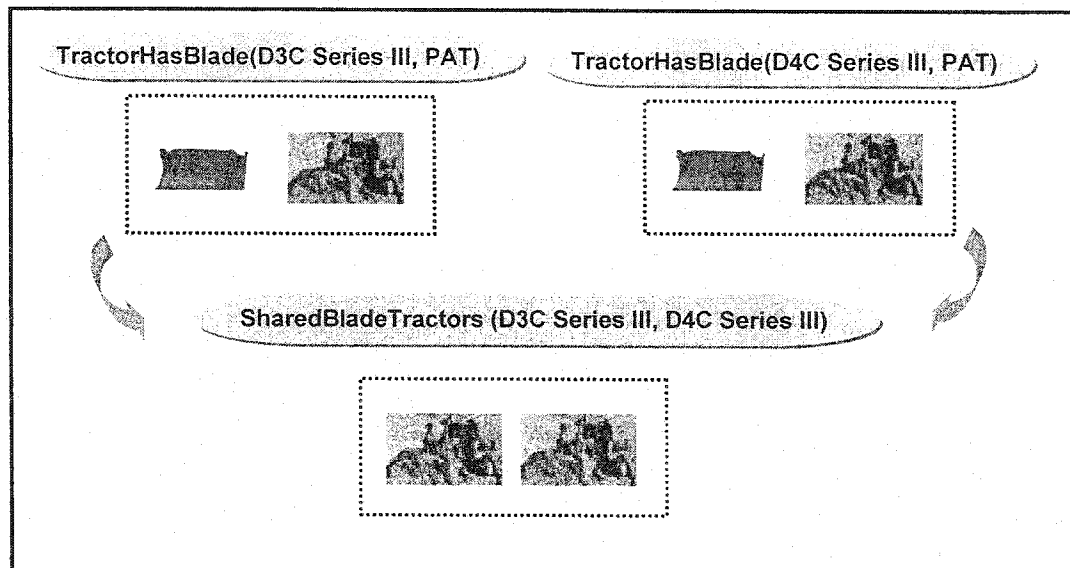 TractorHasBlade(D3C Series III, PAT)
TractorHasBlade(D4C Series III, PAT)
SharedBladeTractors (D3C Series III, D4C Series III)